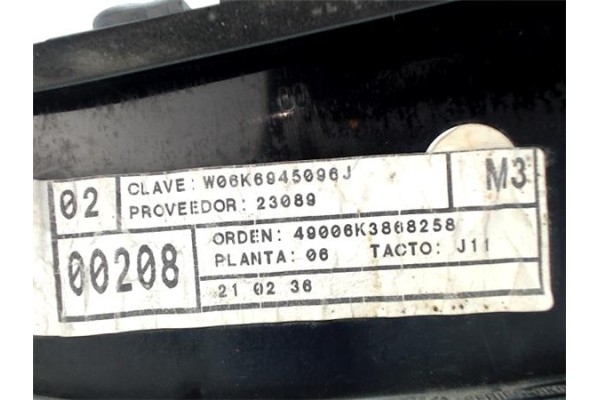 02
CLAVE: W06K6945096J
PROVEEDOR: 23089
M3
00208
ORDEN: 49006K3868258
PLANTA: 06 TACTO: J11
21 02 36